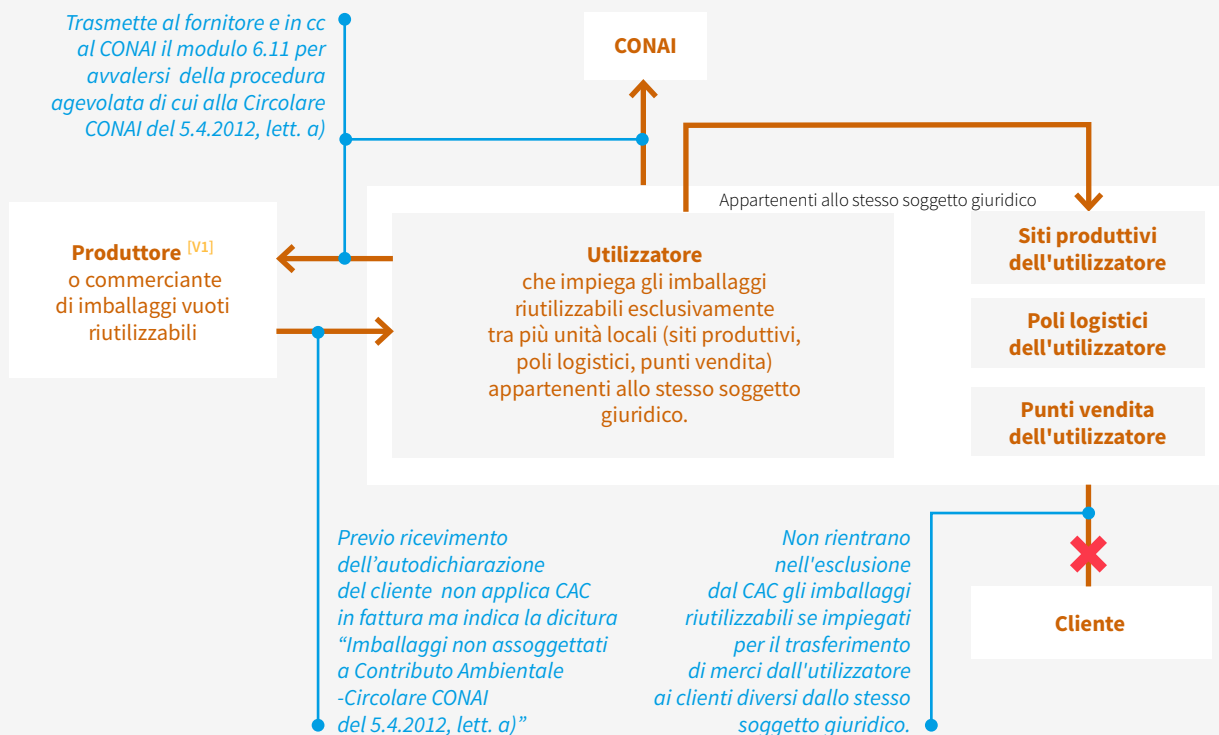 Trasmette al fornitore e in cc
al CONAI il modulo 6.11 per
avvalersi della procedura
agevolata di cui alla Circolare
CONAI del 5.4.2012, lett. a)
CONAI
Appartenenti allo stesso soggetto giuridico
Produttore [V1]
o commerciante
di imballaggi vuoti
riutilizzabili
Utilizzatore
che impiega gli imballaggi
riutilizzabili esclusivamente
tra più unità locali (siti produttivi,
poli logistici, punti vendita)
appartenenti allo stesso soggetto
giuridico.
Siti produttivi
dell'utilizzatore
Poli logistici
dell'utilizzatore
Punti vendita
dell'utilizzatore
Previo ricevimento
dell’autodichiarazione
del cliente non applica CAC
in fattura ma indica la dicitura
“Imballaggi non assoggettati
a Contributo Ambientale
-Circolare CONAI
del 5.4.2012, lett. a)”
Non rientrano
nell'esclusione
dal CAC gli imballaggi
riutilizzabili se impiegati
per il trasferimento
di merci dall'utilizzatore
ai clienti diversi dallo stesso
soggetto giuridico.
Cliente